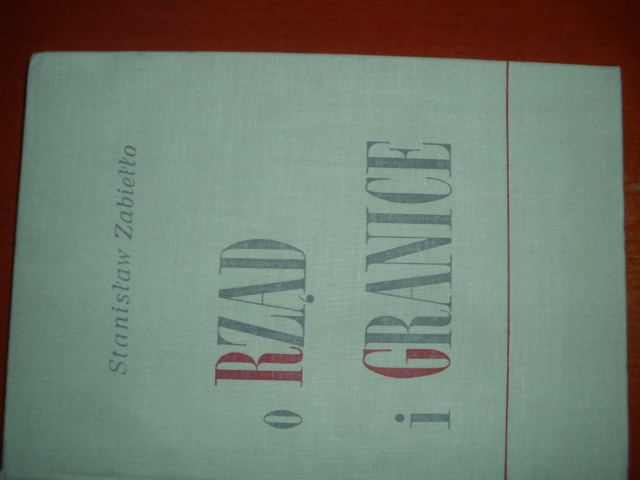 Stanisław Zabiełło
o RZĄD
i GRANICE